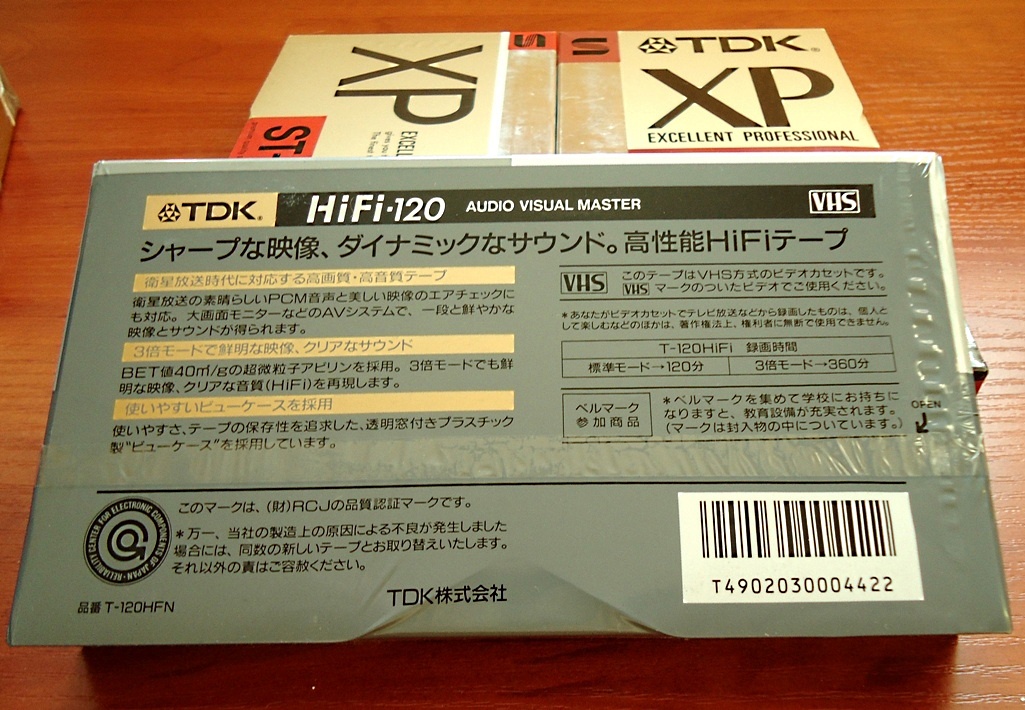 XP
EXCELL
ST-
S
S
TDK
XP
EXCELLENT PROFESSIONAL
TDK HiFi-120 AUDIO VISUAL MASTER VHS
シャープな映像、ダイナミックなサウンド。高性能HiFiテープ
衛星放送時代に対応する高画質・高音質テープ
衛星放送の素晴らしいPCM音声と美しい映像のエアチェックに
も対応。大画面モニターなどのAVシステムで、一段と鮮やかな
映像とサウンドが得られます。
3倍モードで鮮明な映像、クリアなサウンド
BET値40㎡/gの超微粒子アビリンを採用。3倍モードでも鮮
明な映像、クリアな音質(HiFi)を再現します。
使いやすいビューケースを採用
使いやすさ、テープの保存性を追求した、透明窓付きプラスチック
製“ビューケース”を採用しています。
VHS
このテープはVHS方式のビデオカセットです。
VHS マークのついたビデオでご使用ください。
*あなたがビデオカセットでテレビ放送などから録画したものは、個人と
して楽しむなどのほかは、著作権法上、権利者に無断で使用できません。
T-120HiFi 録画時間
標準モード→120分 3倍モード→360分
ベルマーク
参加商品
*ベルマークを集めて学校にお持ちに
なりますと、教育設備が充実されます。
(マークは封入物の中についています。)
OPEN
RELIABILITY CENTER FOR ELECTRONIC COMPONENTS OF JAPAN
このマークは、(財)RCJの品質認証マークです。
*万一、当社の製造上の原因による不良が発生しました
場合には、同数の新しいテープとお取り替えいたします。
それ以外の責はご容赦ください。
品番 T-120HFN
TDK株式会社
T4902030004422